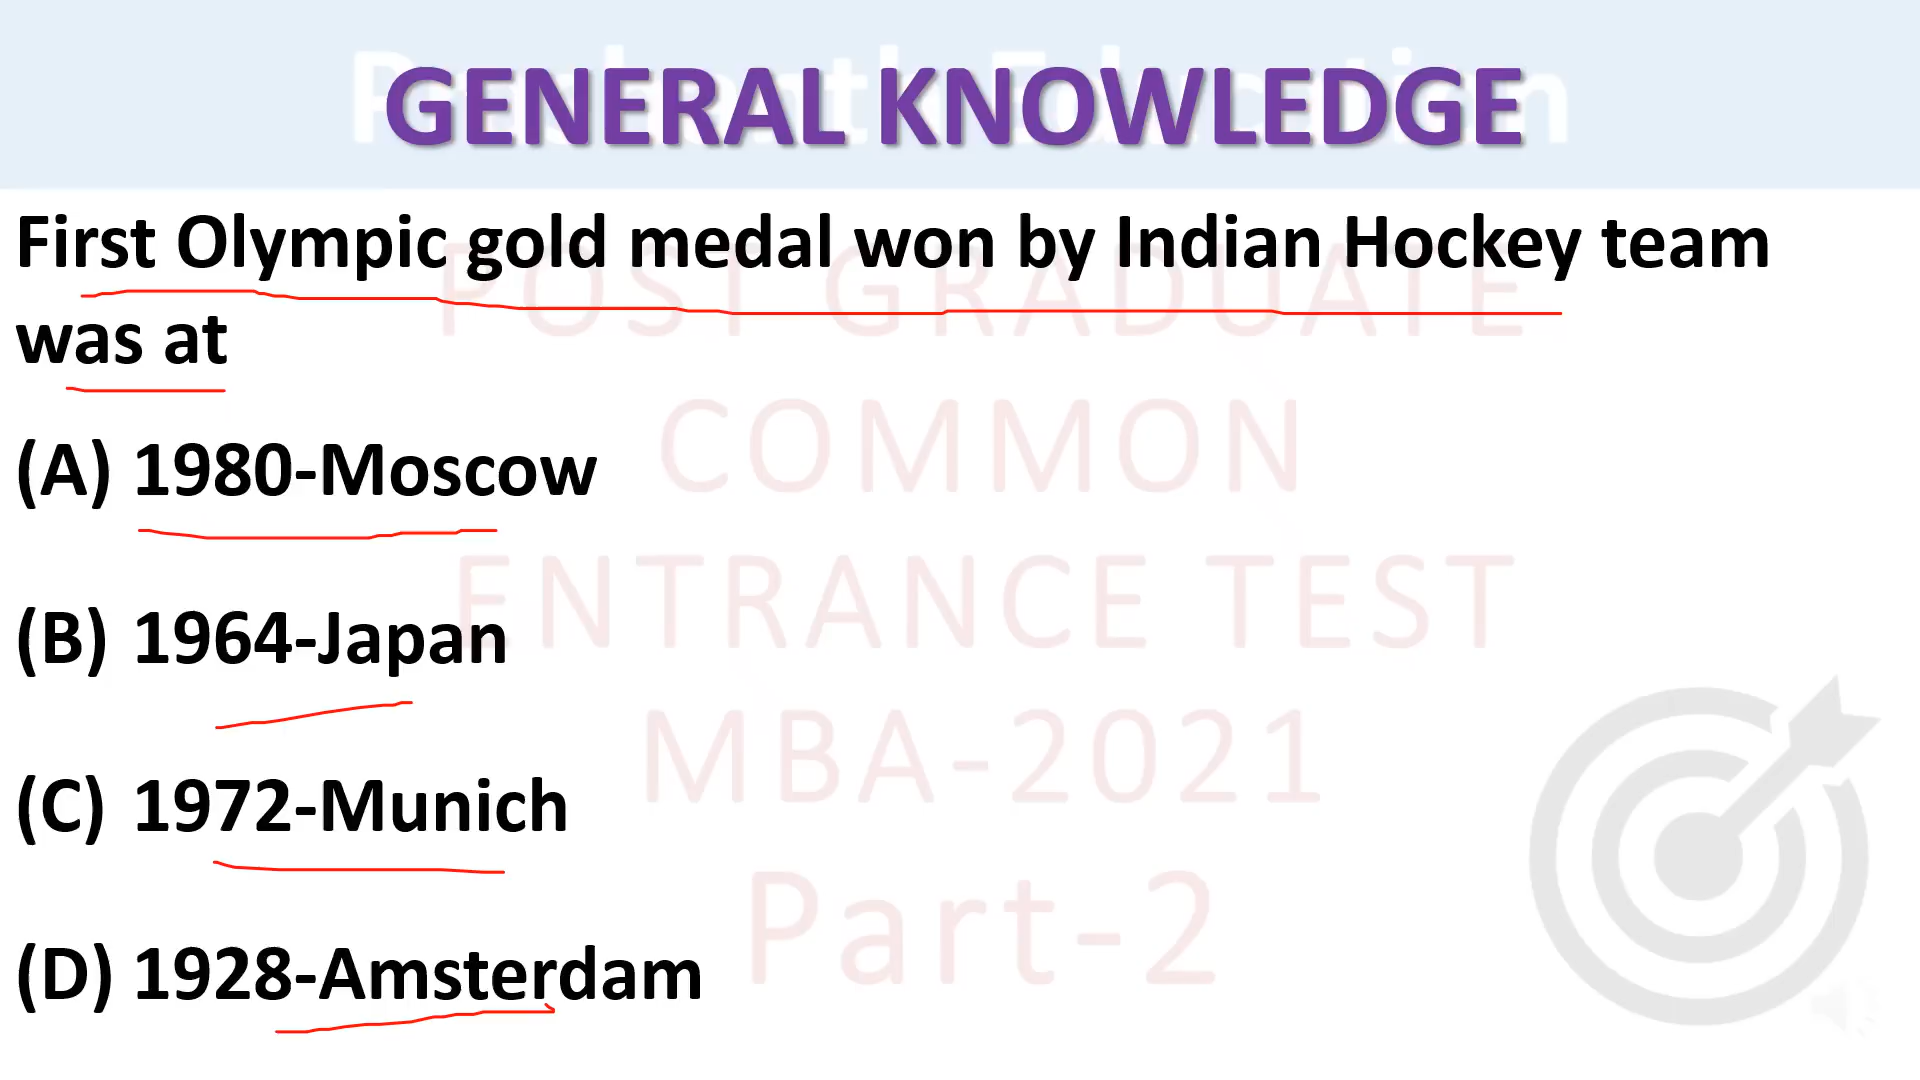 GENERAL KNOWLEDGE
First Olympic gold medal won by Indian Hockey team
was at
(A) 1980-Moscow
(B) 1964-Japan
(C) 1972-Munich
(D) 1928-Amsterdam
POST GRADUATE
COMMON
ENTRANCE TEST
MBA-2021
Part-2